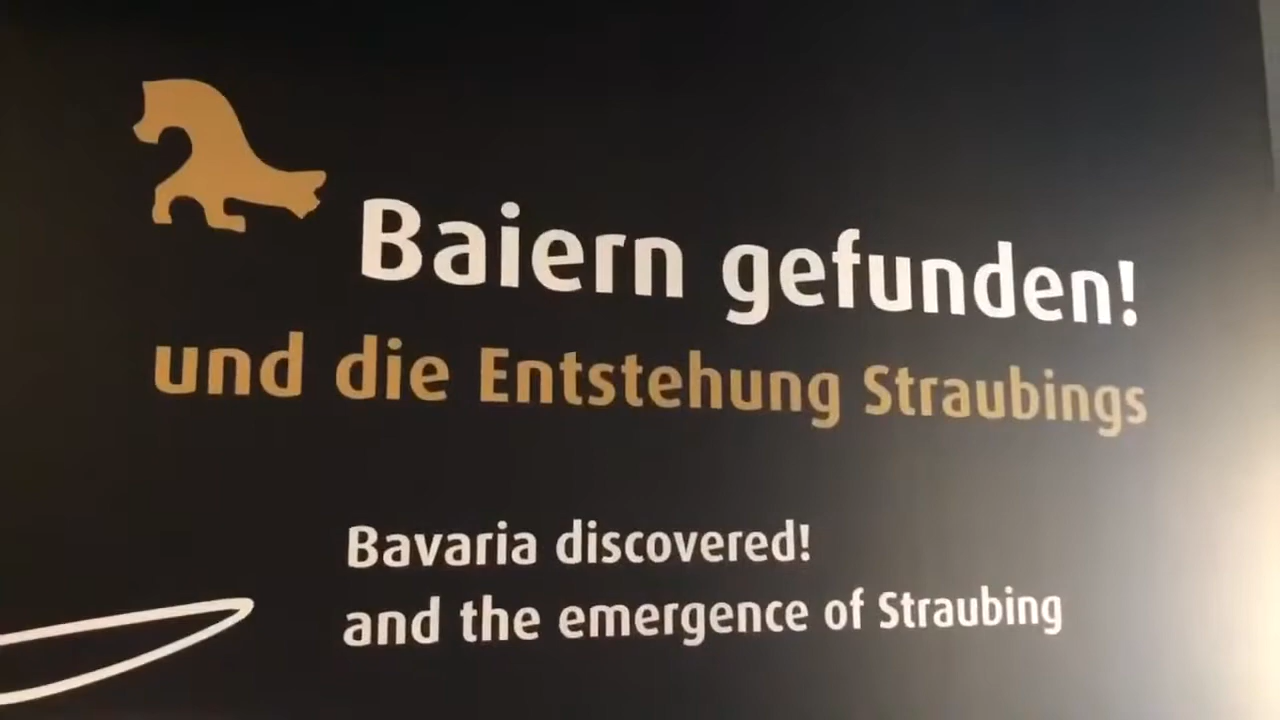 Baiern gefunden!
und die Entstehung Straubings
Bavaria discovered!
and the emergence of Straubing